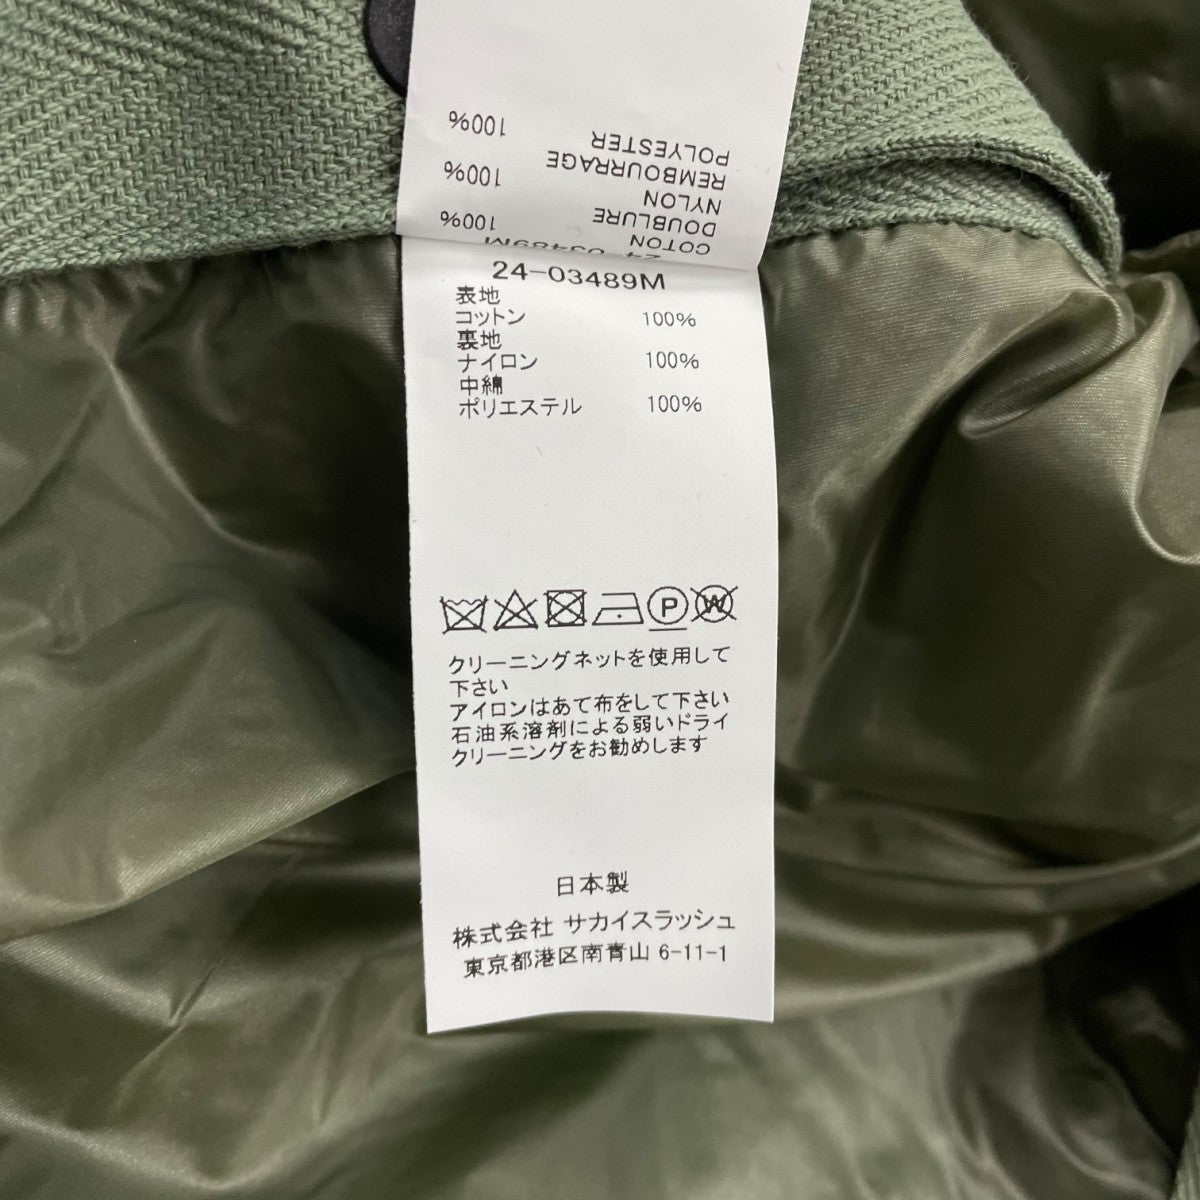 24-03489M
COTON 100%
DOUBLURE
NYLON 100%
REMBOURRAGE
POLYESTER 100%
24-03489M
表地
コットン 100%
裏地
ナイロン 100%
中綿
ポリエステル 100%
P W
クリーニングネットを使用して
下さい
アイロンはあて布をして下さい
石油系溶剤による弱いドライ
クリーニングをお勧めします
日本製
株式会社 サカイスラッシュ
東京都港区南青山 6-11-1